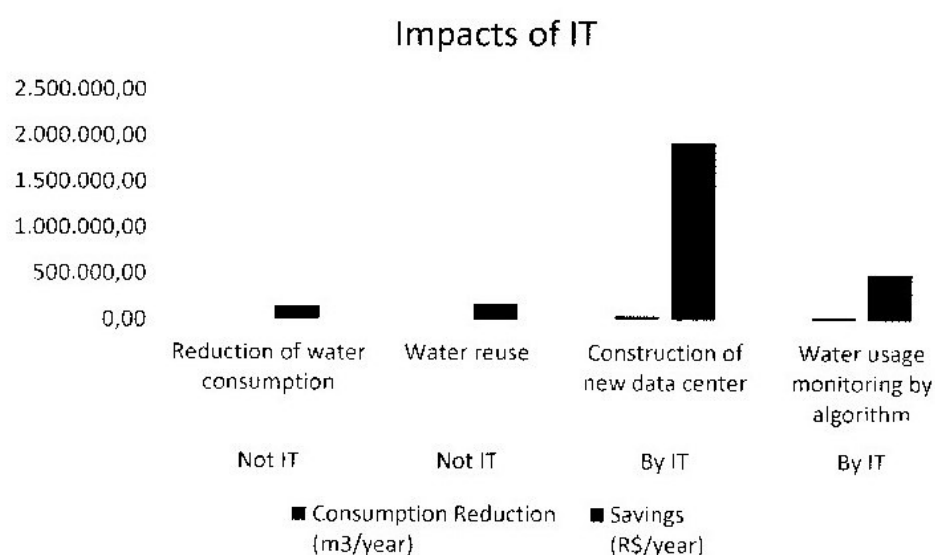 Impacts of IT
2.500.000,00
2.000.000,00
1.500.000,00
1.000.000,00
500.000,00
0,00
Reduction of water
consumption
Water reuse
Construction of
new data center
Water usage
monitoring by
algorithm
Not IT
Not IT
By IT
By IT
Consumption Reduction
(m3/year)
Savings
(R$/year)